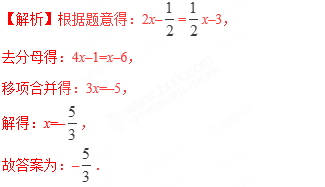 【解析】根据题意得：2x–1/2=1/2x–3，
去分母得：4x–1=x–6，
移项合并得：3x=–5，
解得：x=–5/3，
故答案为：–5/3．